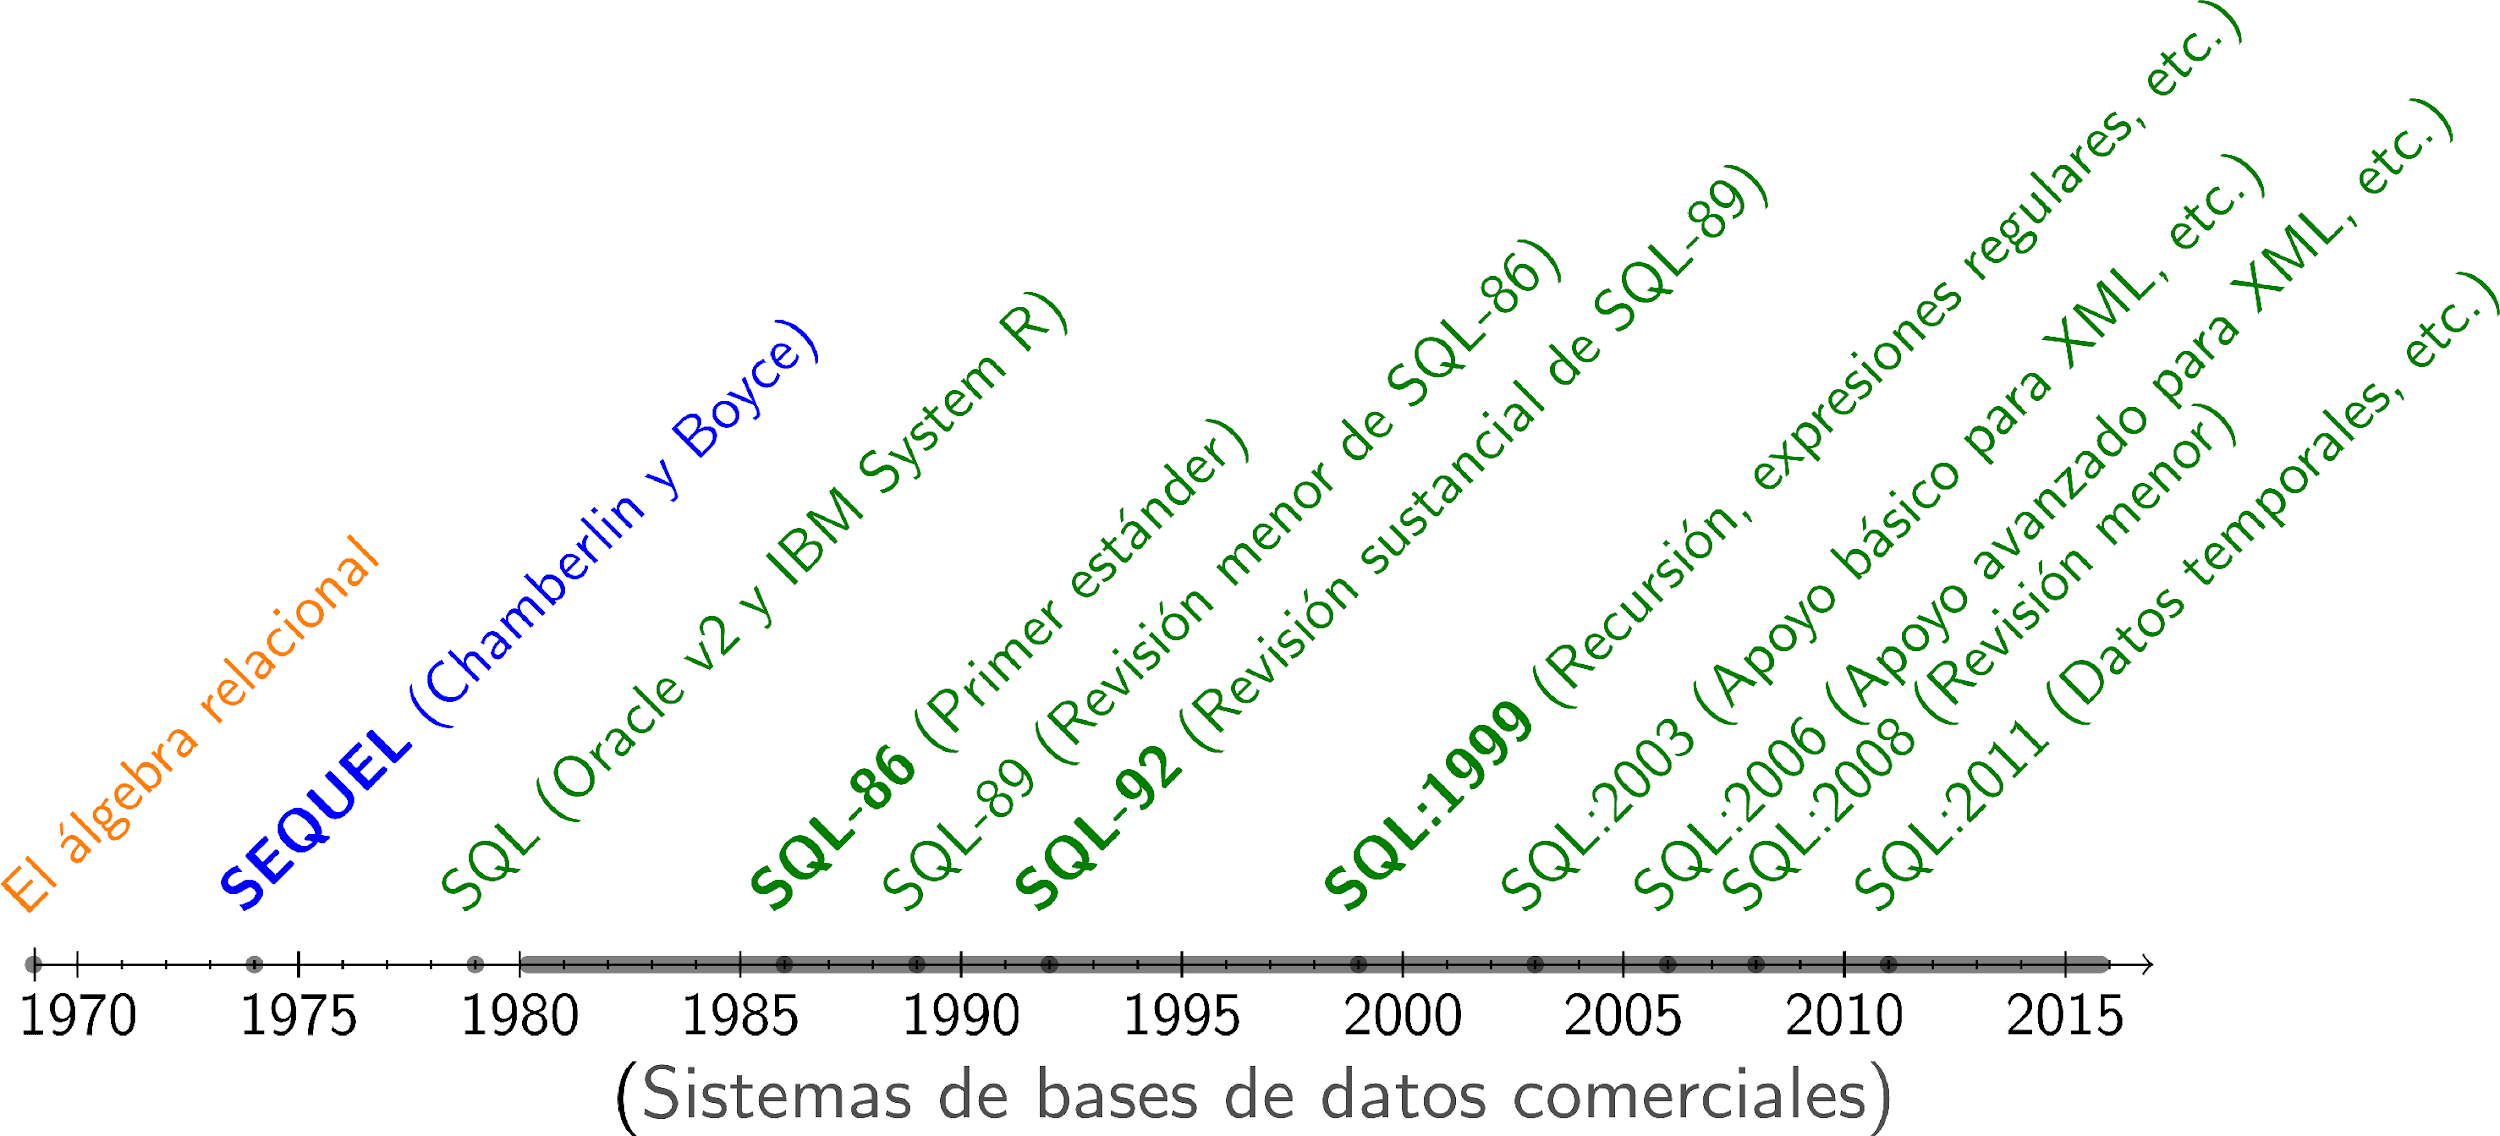 El álgebra relacional
SEQUEL (Chamberlin y Boyce)
SQL (Oracle v2 y IBM System R)
SQL-86 (Primer estánder)
SQL-89 (Revisión menor de SQL-86)
SQL-92 (Revisión sustancial de SQL-89)
SQL:1999 (Recursión, expresiones regulares, etc.)
SQL:2003 (Apoyo básico para XML, etc.)
SQL:2006 (Apoyo avanzado para XML, etc.)
SQL:2008 (Revisión menor)
SQL:2011 (Datos temporales, etc.)
1970 1975 1980 1985 1990 1995 2000 2005 2010 2015
(Sistemas de bases de datos comerciales)